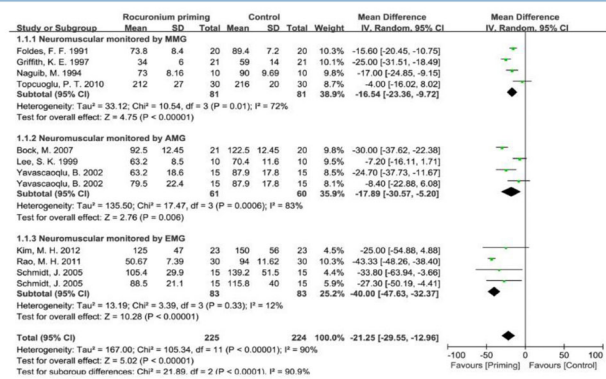 Rocuronium priming Control Mean Difference Mean Difference
Study or Subgroup Mean SD Total Mean SD Total Weight IV. Random. 95% CI IV. Random. 95% CI
1.1.1 Neuromuscular monitored by MMG
Foldes, F. F. 1991 73.8 8.4 20 89.4 7.2 20 10.3% -15.60 [-20.45, -10.75]
Griffith, K. E. 1997 34 6 21 59 14 21 10.0% -25.00 [-31.51, -18.49]
Naguib, M. 1994 73 8.16 10 90 9.69 10 9.7% -17.00 [-24.85, -9.15]
Topcuoglu, P. T. 2010 212 27 30 216 20 30 8.9% -4.00 [-16.02, 8.02]
Subtotal (95% CI) 81 81 38.9% -16.54 [-23.36, -9.72]
Heterogeneity: Tau² = 33.12; Chi² = 10.54, df = 3 (P = 0.01); I² = 72%
Test for overall effect: Z = 4.75 (P < 0.00001)
1.1.2 Neuromuscular monitored by AMG
Bock, M. 2007 92.5 12.45 21 122.5 12.45 20 9.8% -30.00 [-37.62, -22.38]
Lee, S. K. 1999 63.2 8.5 10 70.4 11.6 10 9.6% -7.20 [-16.11, 1.71]
Yavascaoqlu, B. 2002 63.2 18.6 15 87.9 17.8 15 8.6% -24.70 [-37.73, -11.67]
Yavascaoqlu, B. 2002 79.5 22.4 15 87.9 17.8 15 8.2% -8.40 [-22.88, 6.08]
Subtotal (95% CI) 61 60 35.9% -17.89 [-30.57, -5.20]
Heterogeneity: Tau² = 135.50; Chi² = 17.47, df = 3 (P = 0.0006); I² = 83%
Test for overall effect: Z = 2.76 (P = 0.006)
1.1.3 Neuromuscular monitored by EMG
Kim, M. H. 2012 125 47 23 150 56 23 4.5% -25.00 [-54.88, 4.88]
Rao, M. H. 2011 50.67 7.39 30 94 11.62 30 10.3% -43.33 [-48.26, -38.40]
Schmidt, J. 2005 105.4 29.9 15 139.2 51.5 15 4.4% -33.80 [-63.94, -3.66]
Schmidt, J. 2005 88.5 21.1 15 115.8 40 15 5.9% -27.30 [-50.19, -4.41]
Subtotal (95% CI) 83 83 25.2% -40.00 [-47.63, -32.37]
Heterogeneity: Tau² = 13.19; Chi² = 3.39, df = 3 (P = 0.33); I² = 12%
Test for overall effect: Z = 10.28 (P < 0.00001)
Total (95% CI) 225 224 100.0% -21.25 [-29.55, -12.96]
Heterogeneity: Tau² = 167.00; Chi² = 105.34, df = 11 (P < 0.00001); I² = 90%
Test for overall effect: Z = 5.02 (P < 0.00001)
Test for subgroup differences: Chi² = 21.89. df = 2 (P < 0.0001). I² = 90.9%
-100 -50 0 50 100
Favours [Priming] Favours [Control]